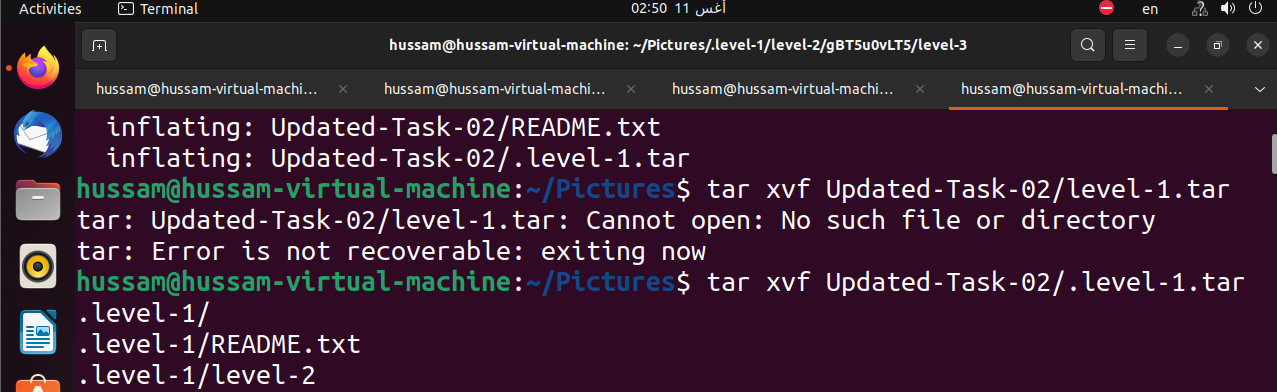 Activities Terminal 02:50 11 أغس en
hussam@hussam-virtual-machine: ~/Pictures/.level-1/level-2/gBT5u0vLT5/level-3
hussam@hussam-virtual-machi... hussam@hussam-virtual-machi... hussam@hussam-virtual-machi... hussam@hussam-virtual-machi...
inflating: Updated-Task-02/README.txt
inflating: Updated-Task-02/.level-1.tar
hussam@hussam-virtual-machine:~/Pictures$ tar xvf Updated-Task-02/level-1.tar
tar: Updated-Task-02/level-1.tar: Cannot open: No such file or directory
tar: Error is not recoverable: exiting now
hussam@hussam-virtual-machine:~/Pictures$ tar xvf Updated-Task-02/.level-1.tar
.level-1/
.level-1/README.txt
.level-1/level-2